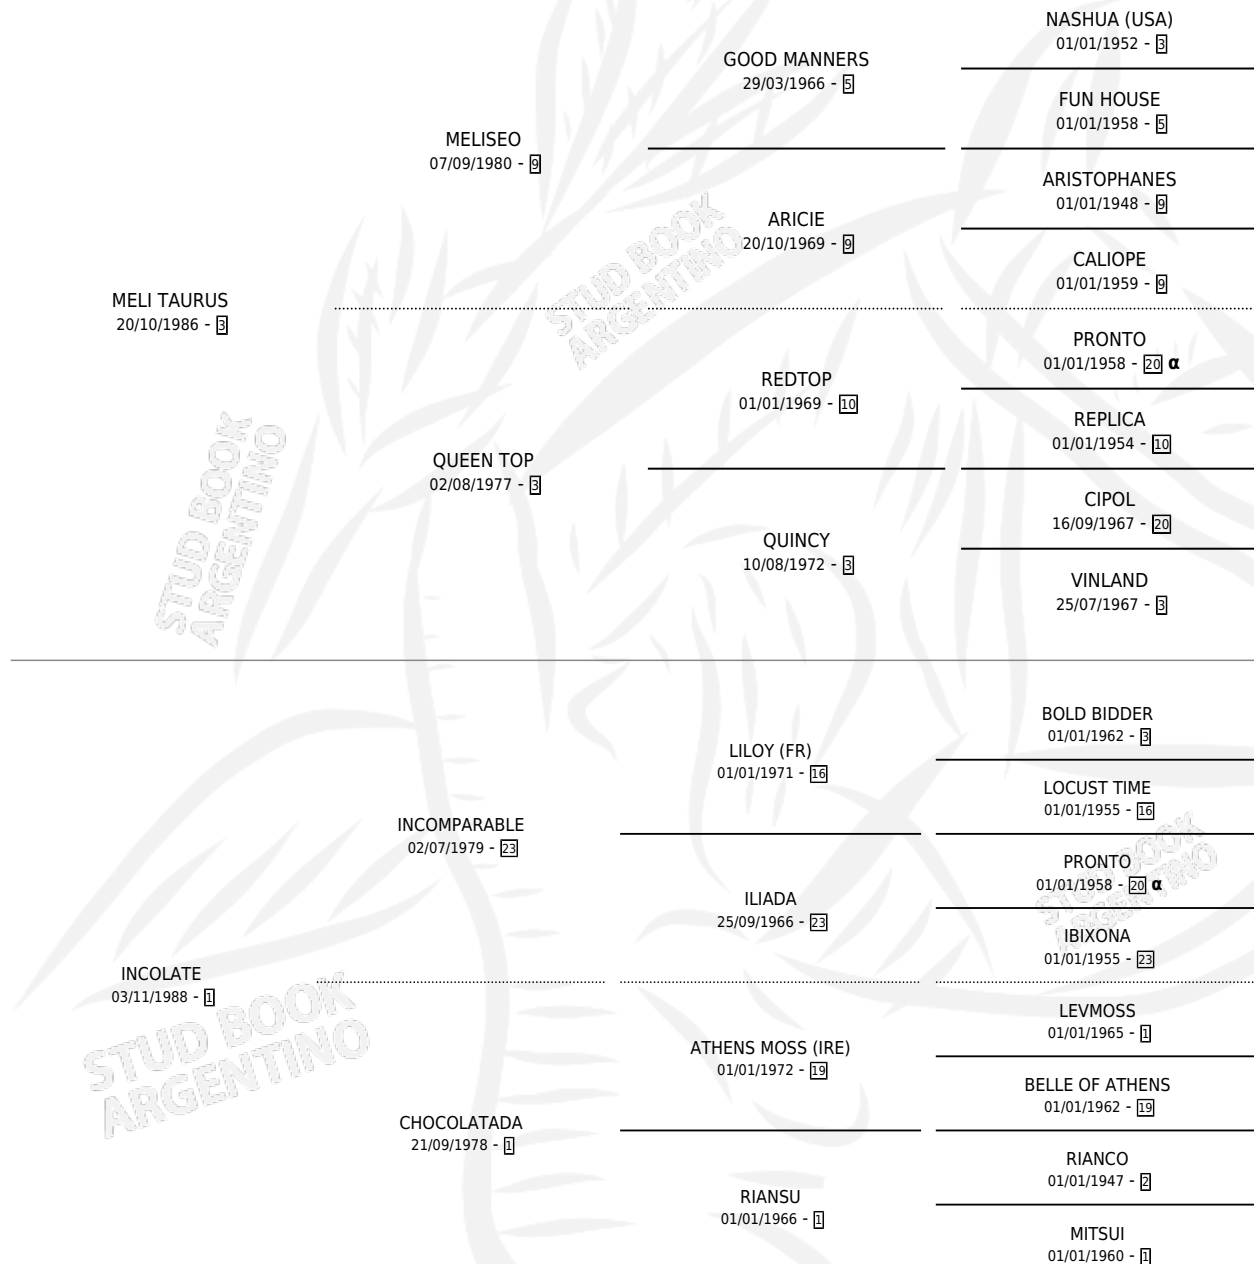 NASHUA (USA)
01/01/1952 - 3
GOOD MANNERS
29/03/1966 - 5
FUN HOUSE
01/01/1958 - 5
MELISEO
07/09/1980 - 9
ARISTOPHANES
01/01/1948 - 9
ARICIE
20/10/1969 - 9
CALIOPE
01/01/1959 - 9
MELI TAURUS
20/10/1986 - 3
PRONTO
01/01/1958 - 20 α
REDTOP
01/01/1969 - 10
REPLICA
01/01/1954 - 10
QUEEN TOP
02/08/1977 - 3
CIPOL
16/09/1967 - 20
QUINCY
10/08/1972 - 3
VINLAND
25/07/1967 - 3
BOLD BIDDER
01/01/1962 - 3
LILOY (FR)
01/01/1971 - 16
LOCUST TIME
01/01/1955 - 16
INCOMPARABLE
02/07/1979 - 23
PRONTO
01/01/1958 - 20 α
ILIADA
25/09/1966 - 23
IBIXONA
01/01/1955 - 23
INCOLATE
03/11/1988 - 1
LEVMOSS
01/01/1965 - 1
ATHENS MOSS (IRE)
01/01/1972 - 19
BELLE OF ATHENS
01/01/1962 - 19
CHOCOLATADA
21/09/1978 - 1
RIANCO
01/01/1947 - 2
RIANSU
01/01/1966 - 1
MITSUI
01/01/1960 - 1
STUD BOOK
ARGENTINO
STUD BOOK
ARGENTINO
STUD BOOK
ARGENTINO
STUD BOOK
ARGENTINO